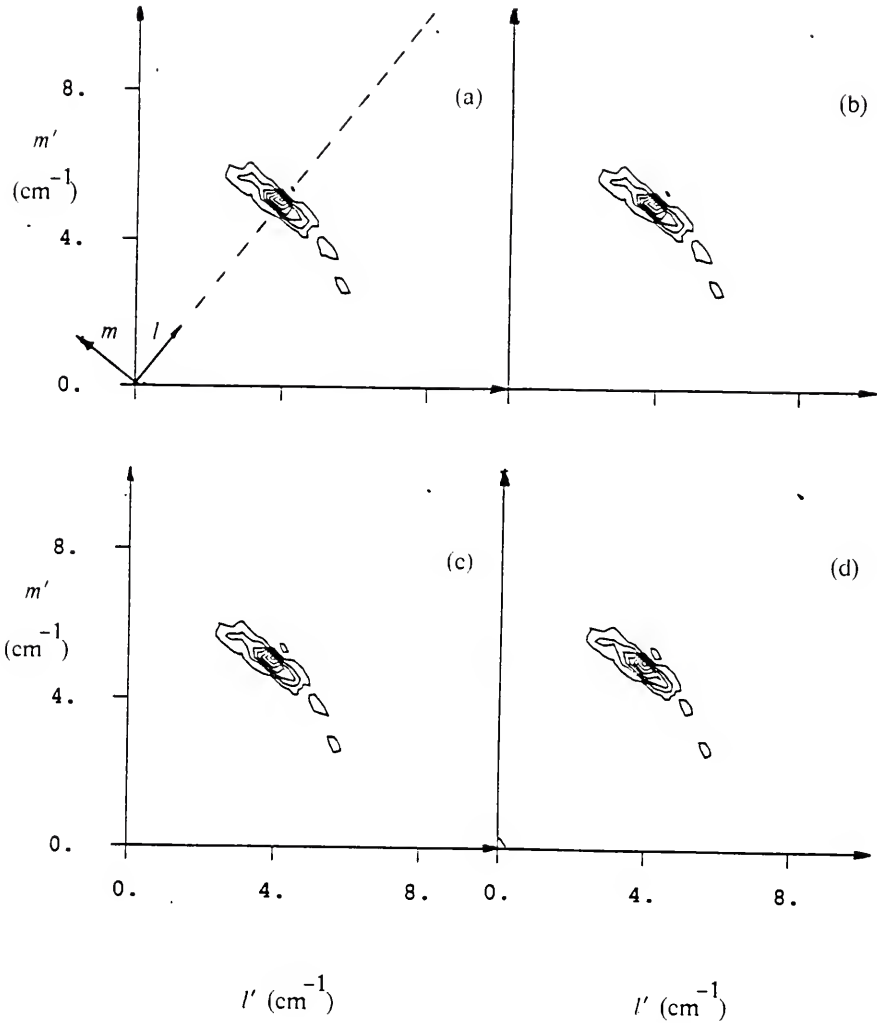 (a)
8.
m′
(cm⁻¹)
4.
m
l
0.
(b)
(c)
8.
m′
(cm⁻¹)
4.
0.
0.
4.
8.
l′ (cm⁻¹)
(d)
0.
4.
8.
l′ (cm⁻¹)